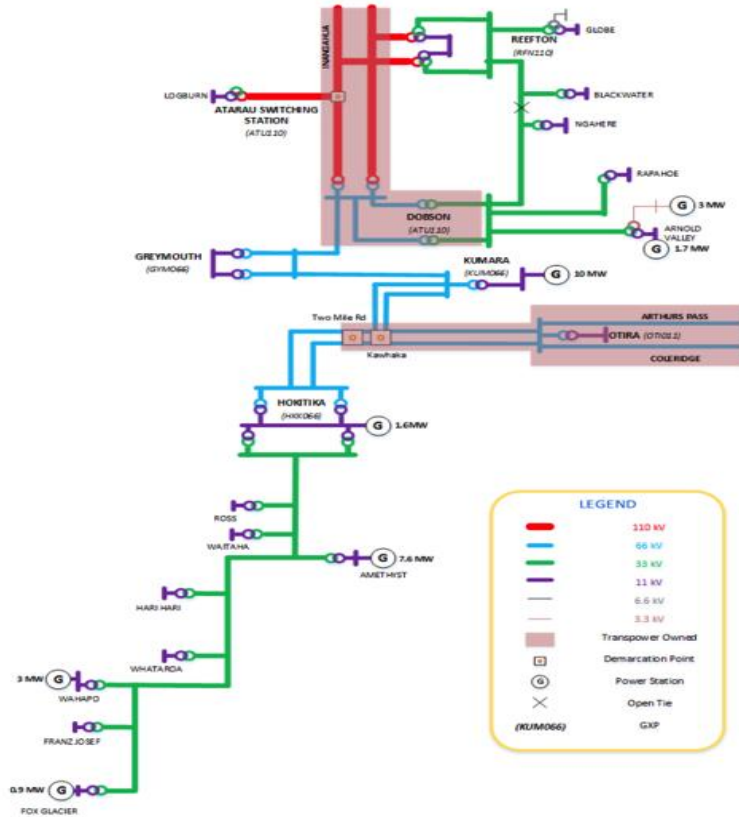 INANGAHUA
REEFTON
(RFN110)
GLOBE
LOGBURN
ATARAU SWITCHING
STATION
(ATU110)
BLACKWATER
NGAHERE
RAPAHOE
G
3 MW
DOBSON
(ATU110)
ARNOLD
VALLEY
G
1.7 MW
GREYMOUTH
(GYM066)
KUMARA
(KUM066)
G
10 MW
Two Mile Rd
Kawhaka
ARTHURS PASS
OTIRA (OTI011)
COLERIDGE
HOKITIKA
(HKK066)
G
1.6MW
ROSS
WAITAHA
G
7.6 MW
AMETHYST
HARI HARI
WHATAROA
3 MW
G
WAHAPO
FRANZ JOSEF
0.9 MW
G
FOX GLACIER
LEGEND
110 kV
66 kV
33 kV
11 kV
6.6 kV
3.3 kV
Transpower Owned
Demarcation Point
G
Power Station
Open Tie
(KUM066)
GXP